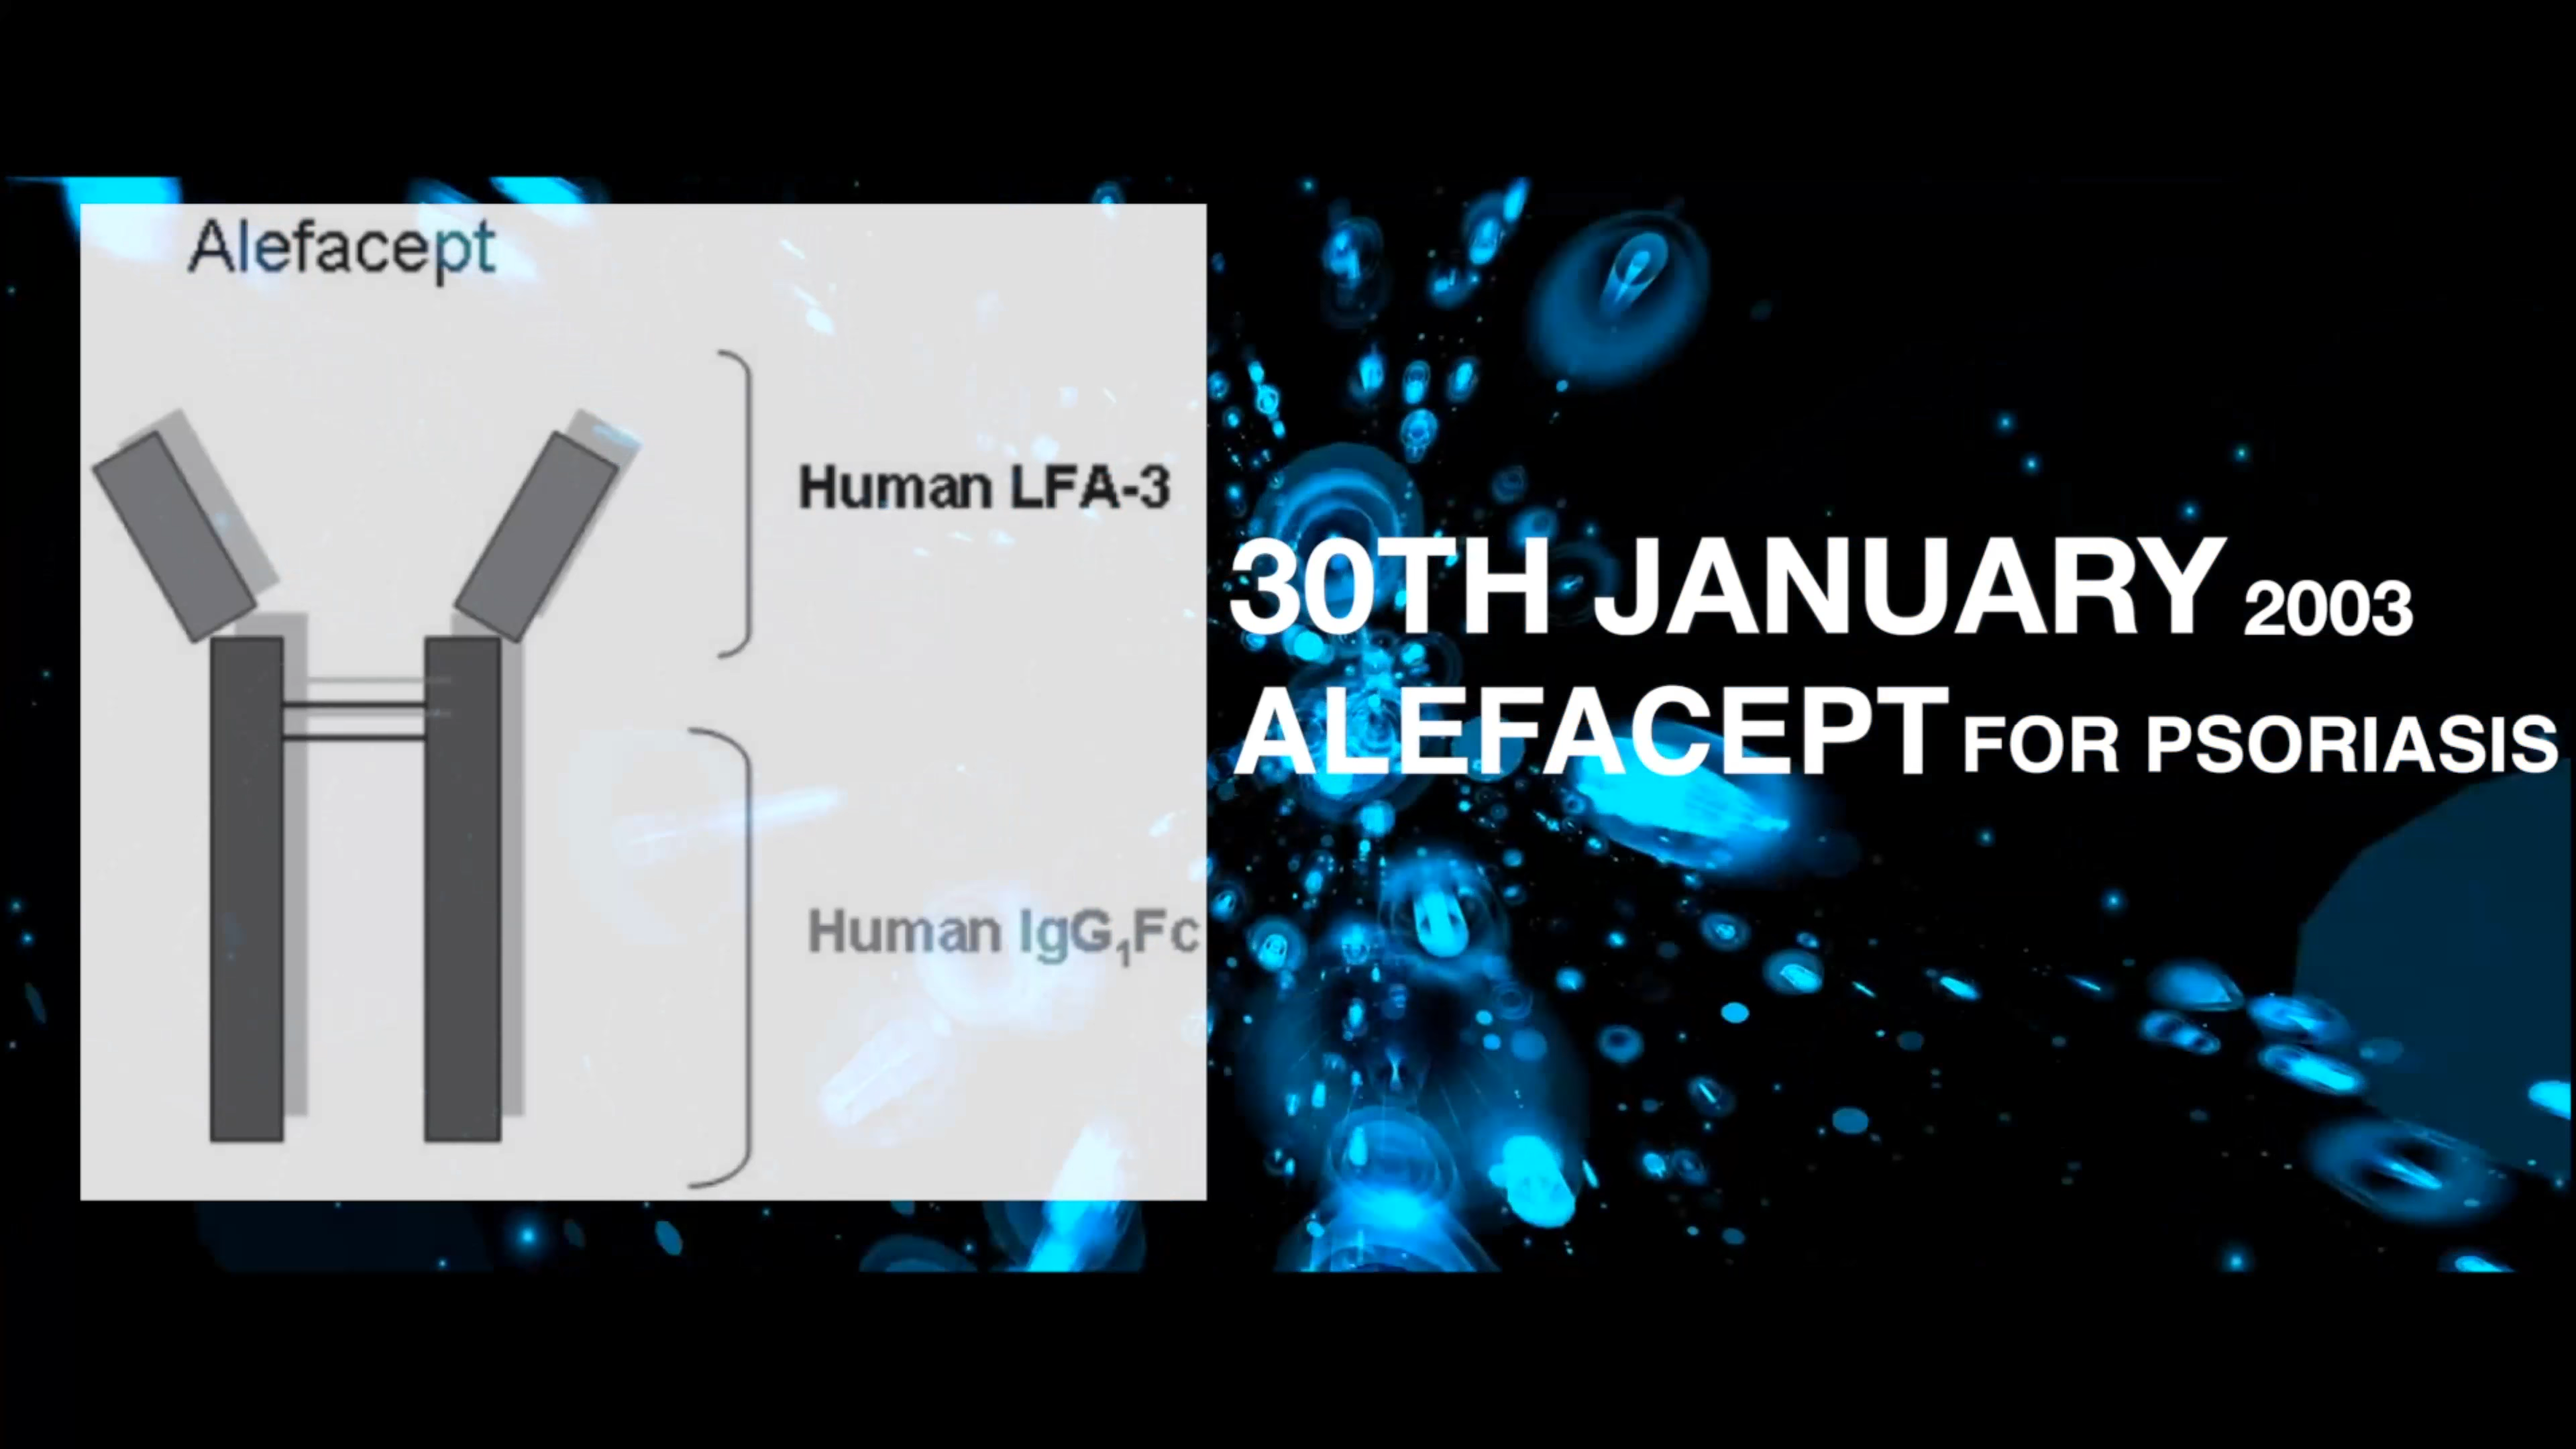 Alefacept
Human LFA-3
Human IgG₁Fc
30TH JANUARY 2003
ALEFACEPT FOR PSORIASIS